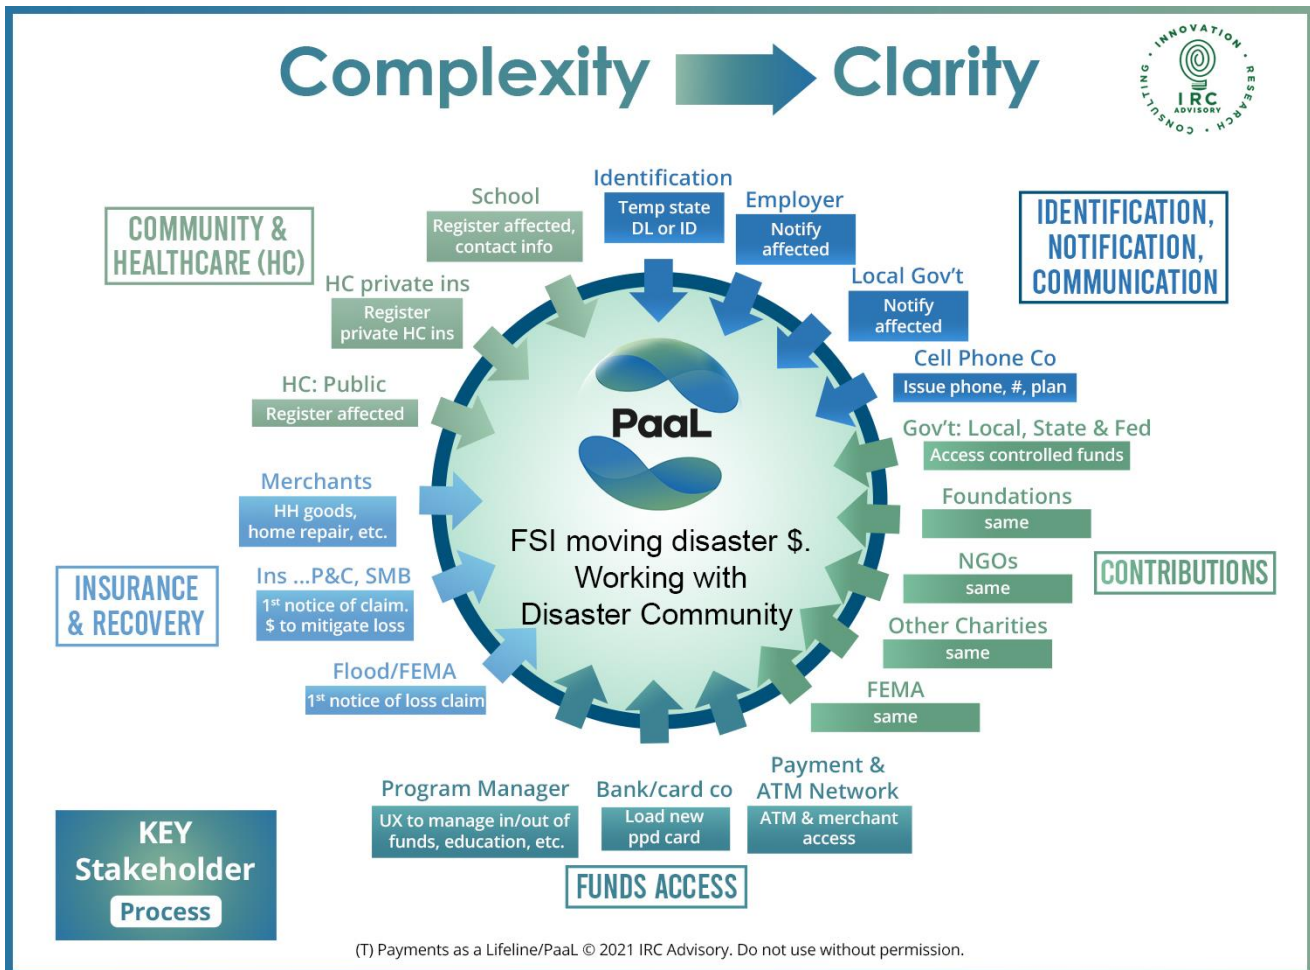 Complexity Clarity
INNOVATION · RESEARCH · CONSULTING ·
IRC
ADVISORY
COMMUNITY &
HEALTHCARE (HC)
School
Register affected,
contact info
HC private ins
Register
private HC ins
HC: Public
Register affected
Identification
Temp state
DL or ID
Employer
Notify
affected
Local Gov't
Notify
affected
Cell Phone Co
Issue phone, #, plan
IDENTIFICATION,
NOTIFICATION,
COMMUNICATION
PaaL
FSI moving disaster $.
Working with
Disaster Community
Gov't: Local, State & Fed
Access controlled funds
Foundations
same
NGOs
same
Other Charities
same
FEMA
same
CONTRIBUTIONS
Merchants
HH goods,
home repair, etc.
Ins ...P&C, SMB
1st notice of claim.
$ to mitigate loss
Flood/FEMA
1st notice of loss claim
INSURANCE
& RECOVERY
Program Manager
UX to manage in/out of
funds, education, etc.
Bank/card co
Load new
ppd card
Payment &
ATM Network
ATM & merchant
access
FUNDS ACCESS
KEY
Stakeholder
Process
(T) Payments as a Lifeline/PaaL © 2021 IRC Advisory. Do not use without permission.